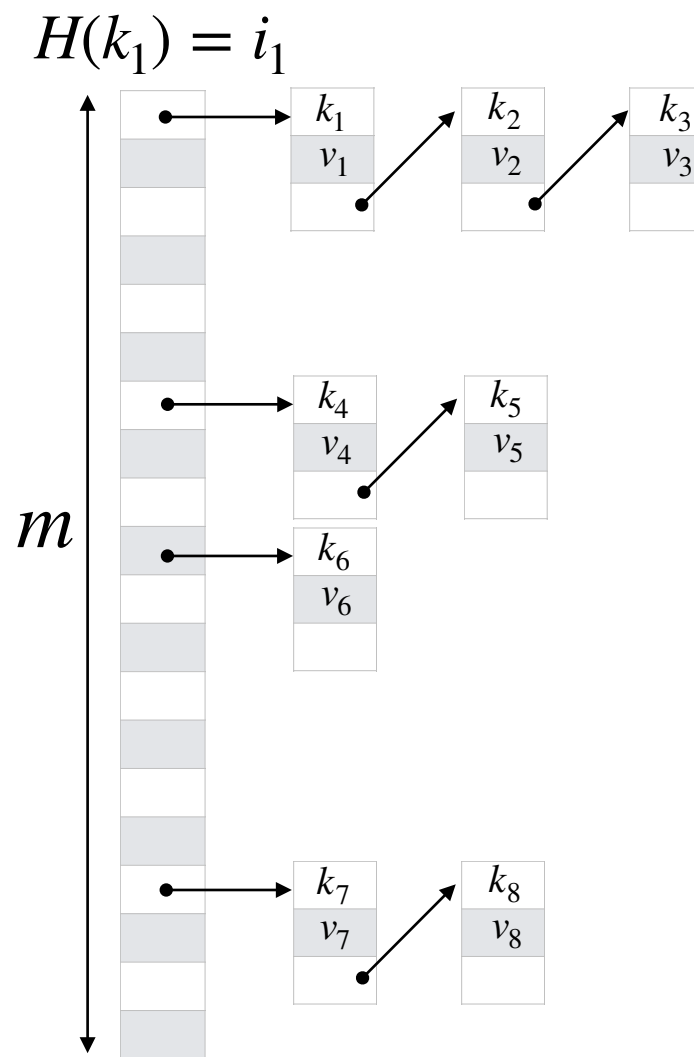 H(k₁) = i₁
k₁ k₂ k₃
v₁ v₂ v₃
k₄ k₅
v₄ v₅
m
k₆
v₆
k₇ k₈
v₇ v₈